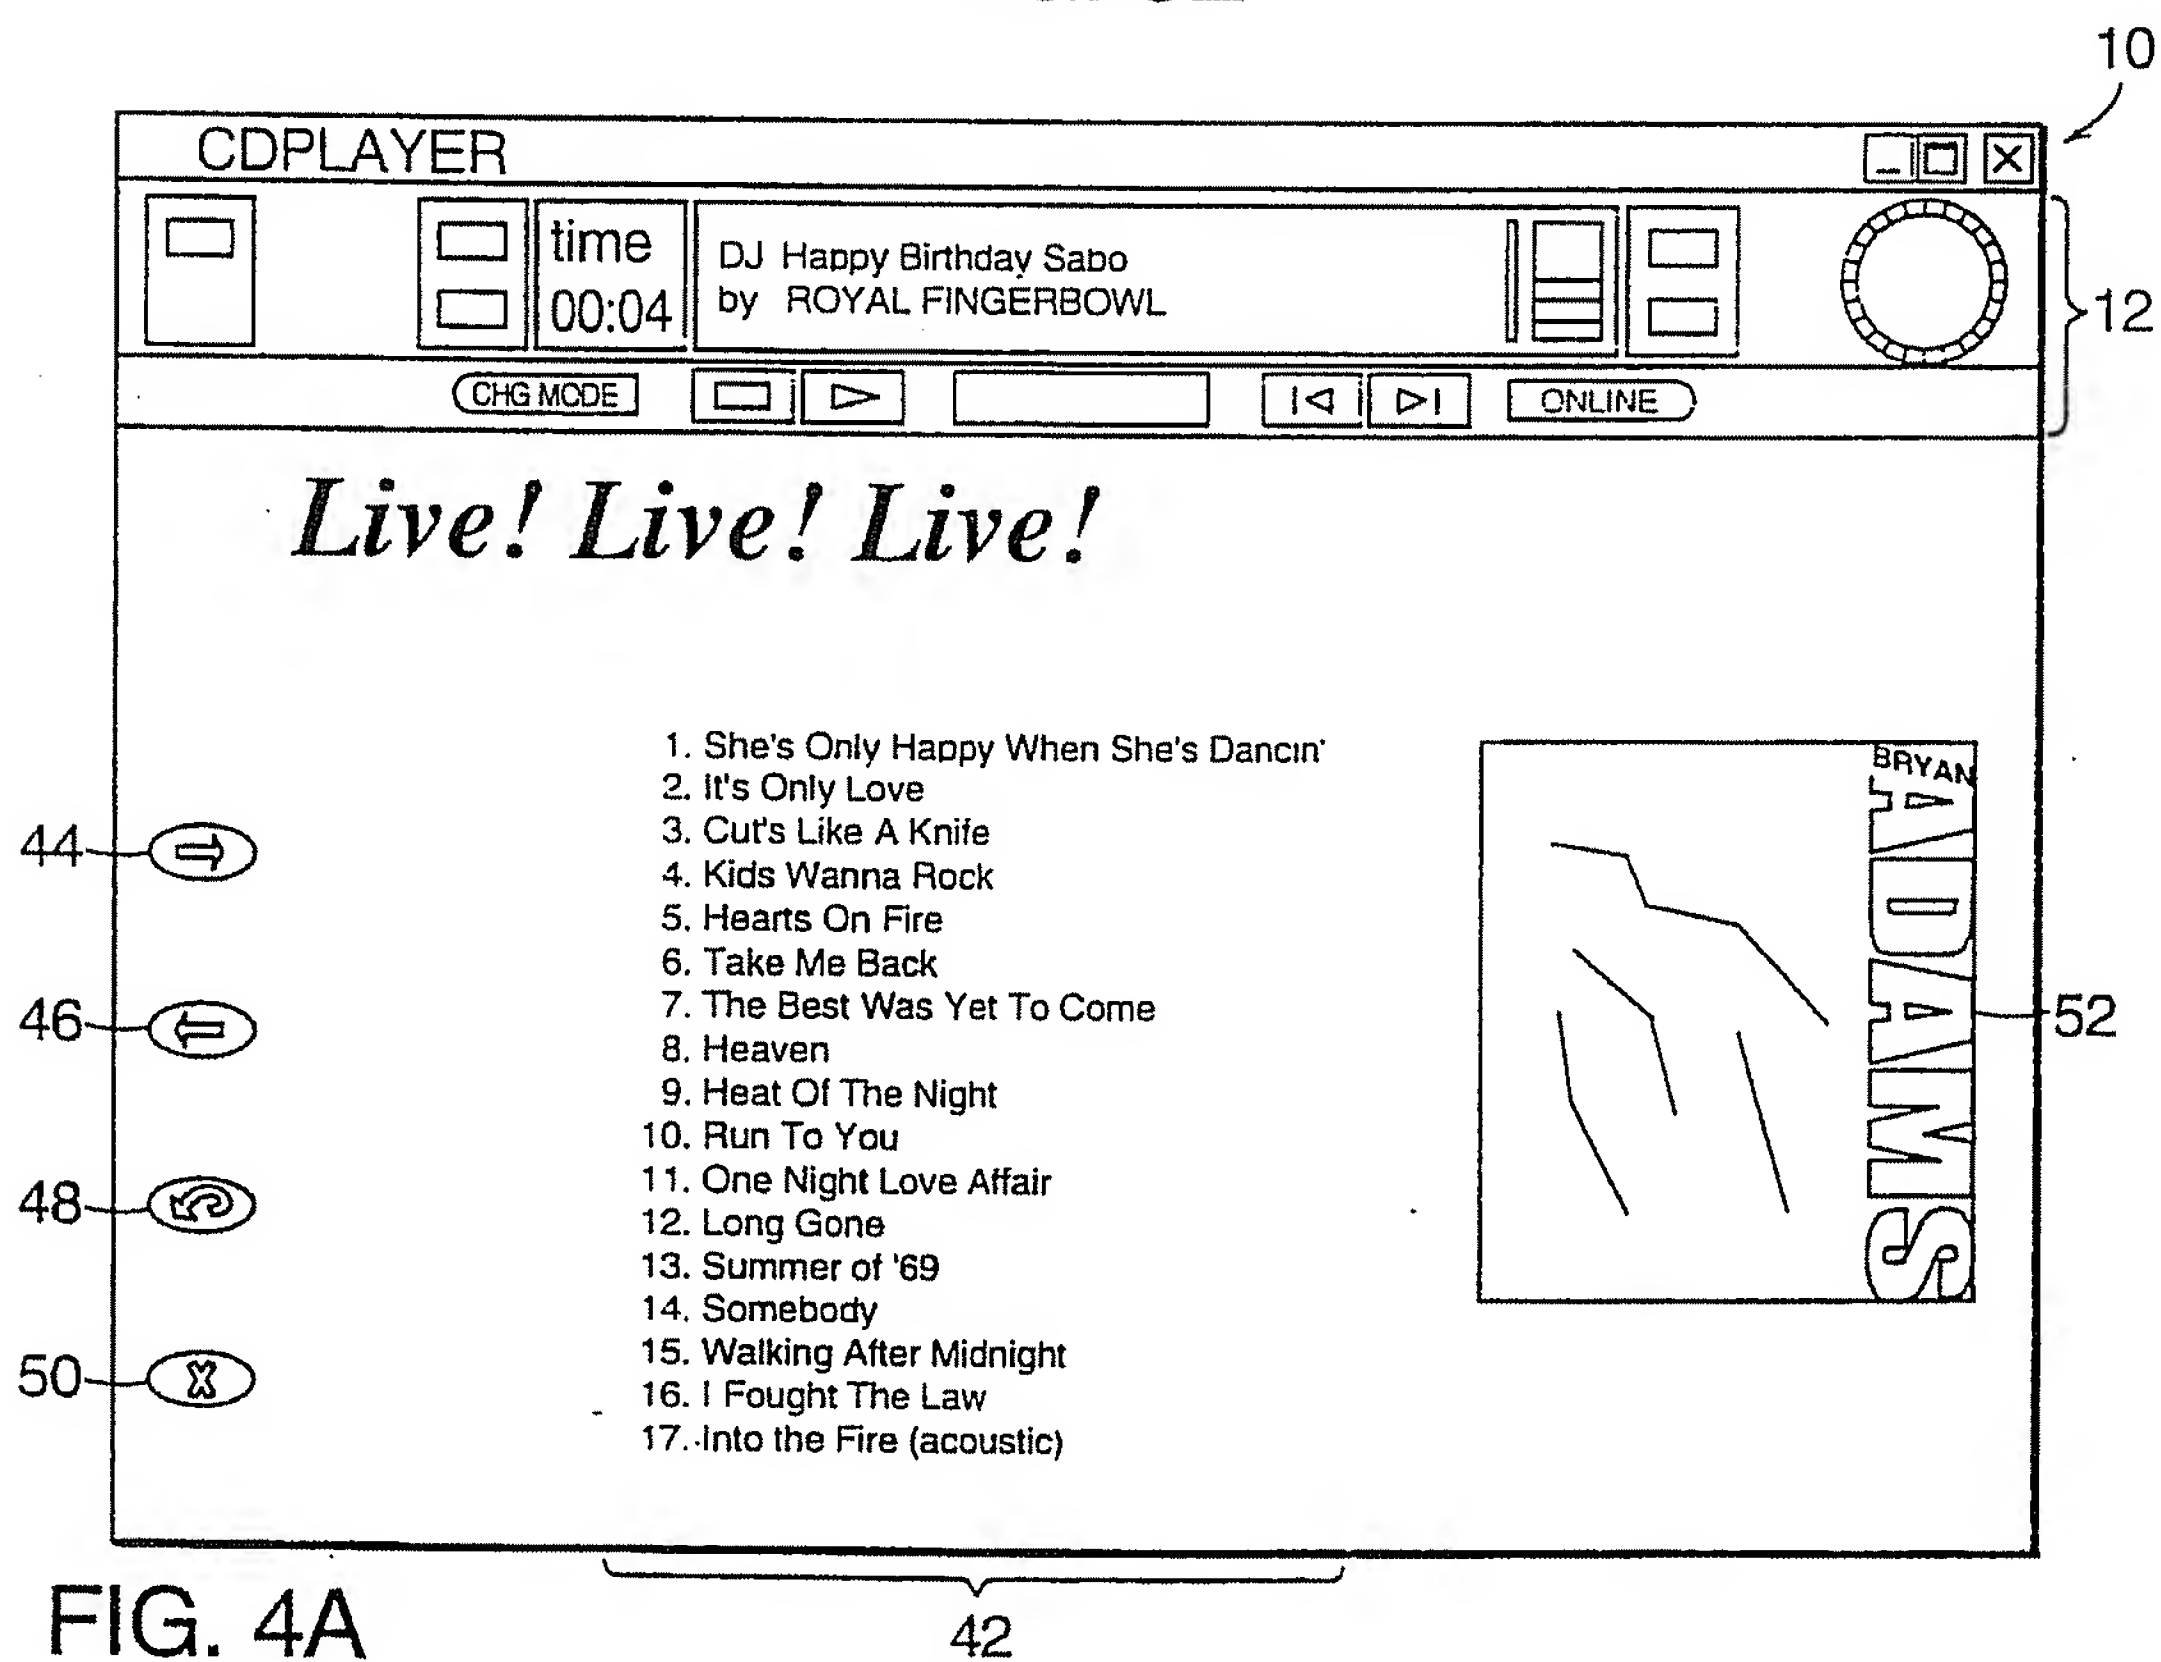 10
CDPLAYER
time
00:04
DJ Happy Birthday Sabo
by ROYAL FINGERBOWL
12
CHG MODE
ONLINE
Live! Live! Live!
1. She's Only Happy When She's Dancin'
2. It's Only Love
3. Cut's Like A Knife
4. Kids Wanna Rock
5. Hearts On Fire
6. Take Me Back
7. The Best Was Yet To Come
8. Heaven
9. Heat Of The Night
10. Run To You
11. One Night Love Affair
12. Long Gone
13. Summer of '69
14. Somebody
15. Walking After Midnight
16. I Fought The Law
17. Into the Fire (acoustic)
BRYAN
ADAMS
44
46
48
50
52
42
FIG. 4A